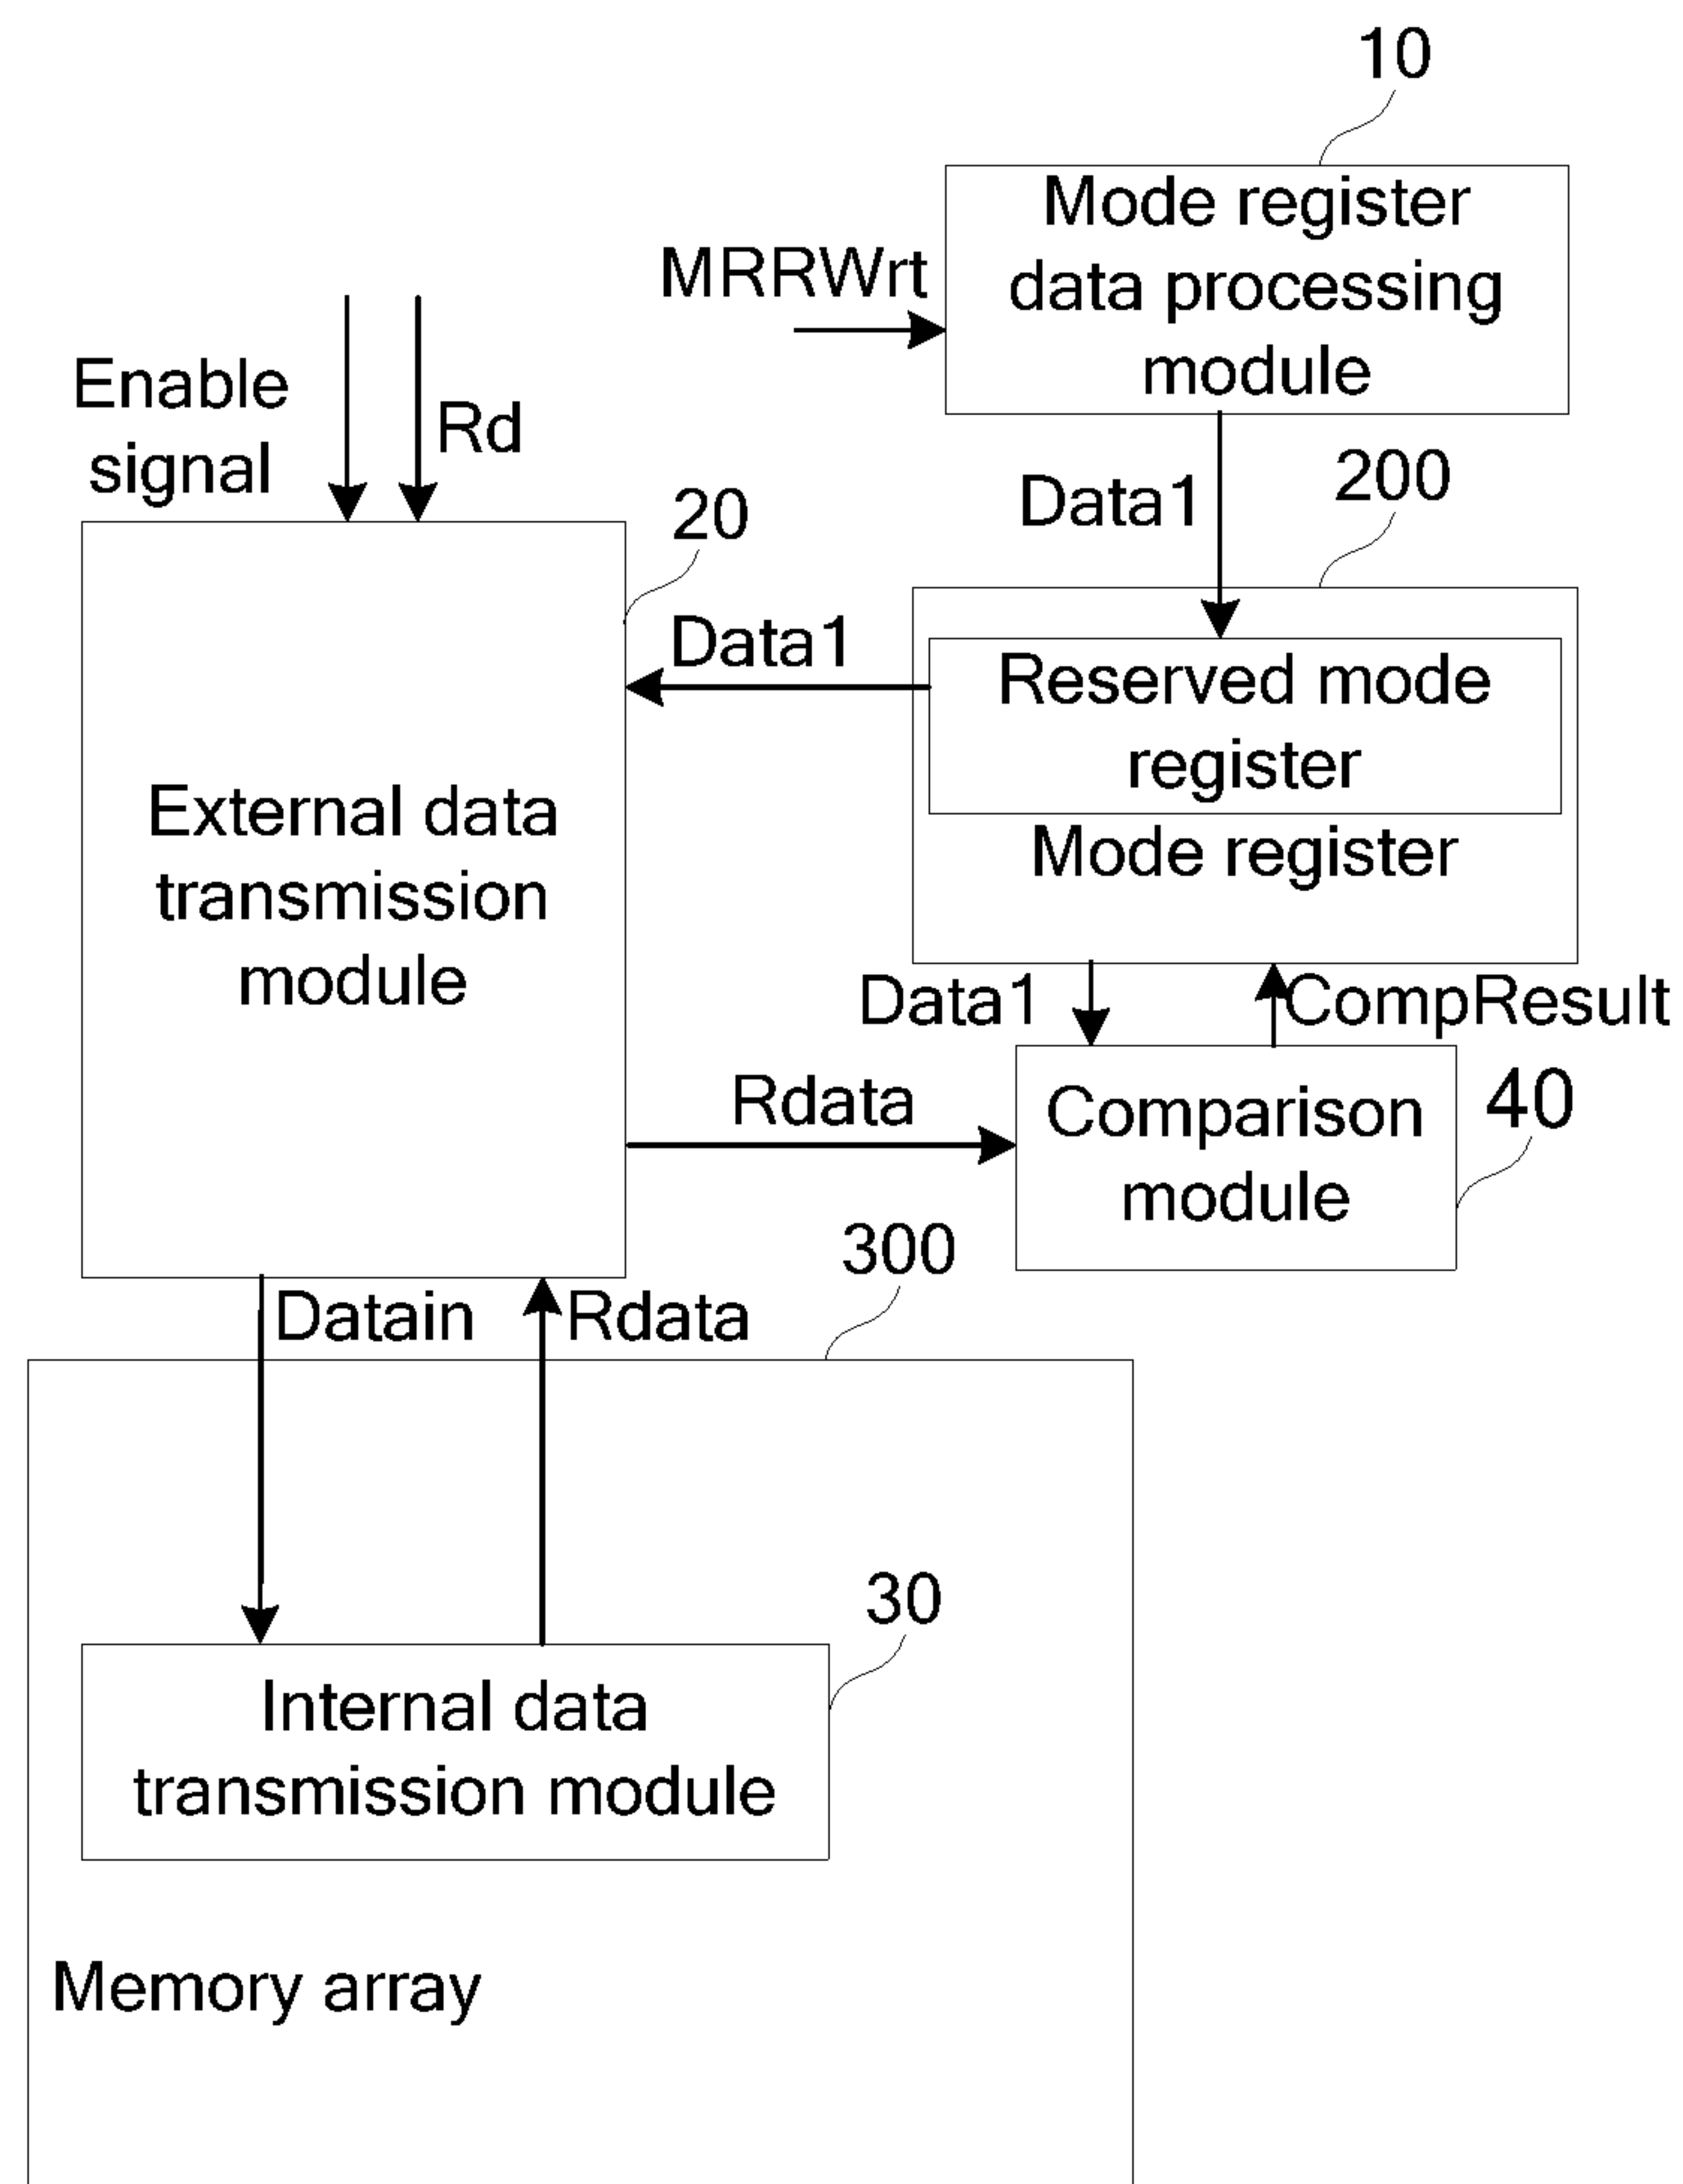 10
Mode register
data processing
module
MRRWrt
Enable
signal
Rd
Data1
200
20
Data1
Reserved mode
register
Mode register
External data
transmission
module
Data1
CompResult
Rdata
Comparison
module
40
300
Datain
Rdata
30
Internal data
transmission module
Memory array